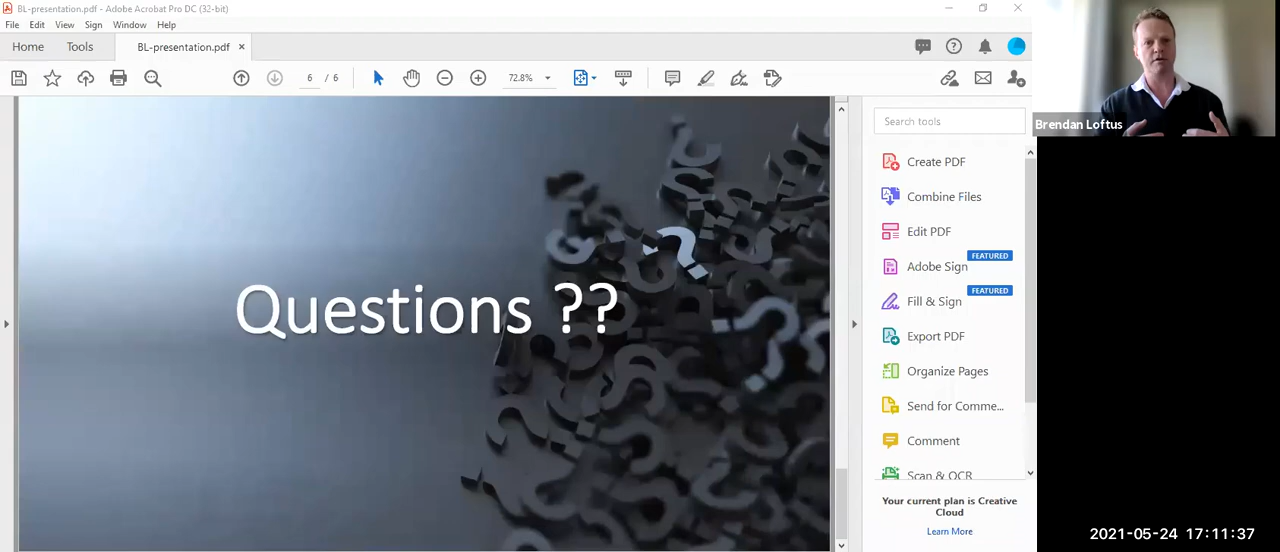 BL-presentation.pdf - Adobe Acrobat Pro DC (32-bit)
File Edit View Sign Window Help
Home Tools BL-presentation.pdf ×
6 / 6 72.8%
Questions ??
Search tools
Create PDF
Combine Files
Edit PDF
Adobe Sign FEATURED
Fill & Sign FEATURED
Export PDF
Organize Pages
Send for Comme...
Comment
Scan & OCR
Your current plan is Creative
Cloud
Learn More
Brendan Loftus
2021-05-24 17:11:37